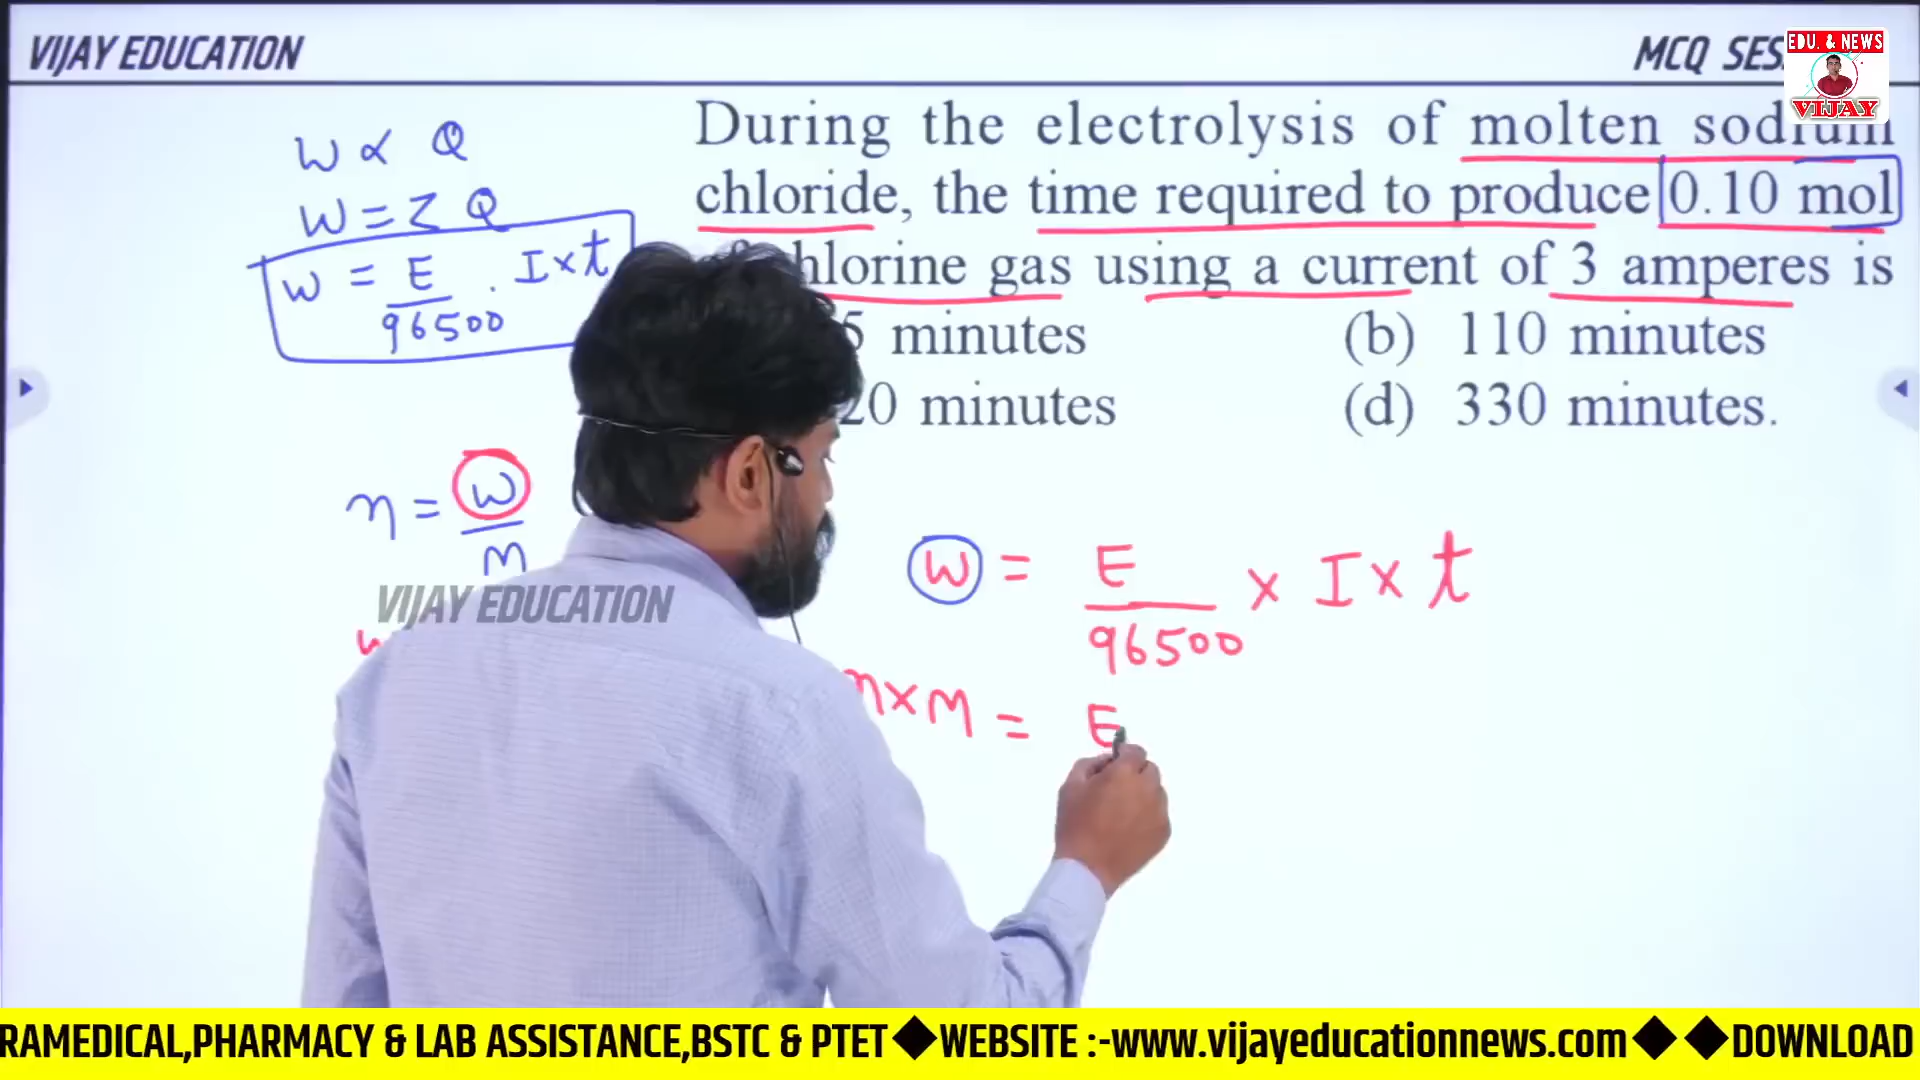 VIJAY EDUCATION
MCQ SES
EDU. & NEWS
VIJAY
W ∝ Q
W = Z Q
W = E/96500 . I×t
During the electrolysis of molten sodium
chloride, the time required to produce 0.10 mol
hlorine gas using a current of 3 amperes is
5 minutes (b) 110 minutes
20 minutes (d) 330 minutes.
n = W/M
W = E/96500 × I × t
VIJAY EDUCATION
n×M = E
RAMEDICAL,PHARMACY & LAB ASSISTANCE,BSTC & PTET◆WEBSITE :-www.vijayeducationnews.com◆ ◆DOWNLOAD